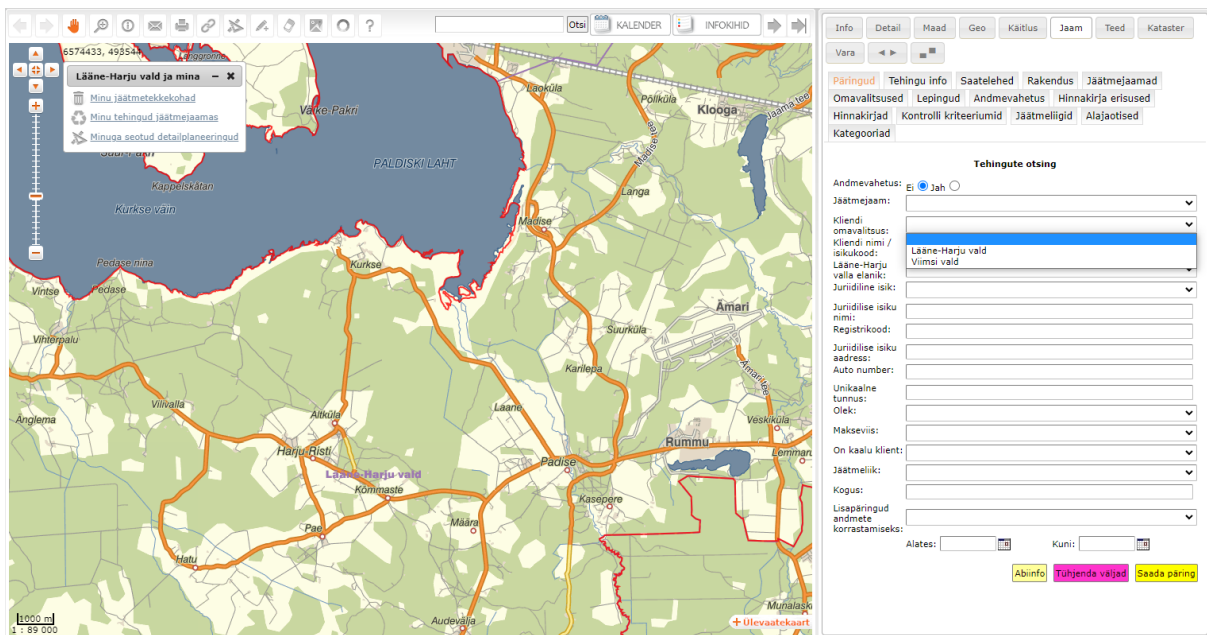 Otsi KALENDER INFOKIHID
6574433, 493544
Lääne-Harju vald ja mina
Minu jäätmetekkekohad
Minu tehingud jäätmejaamas
Minuga seotud detailplaneeringud
Info Detail Maad Geo Käitlus Jaam Teed Kataster
Vara
Päringud Tehingu info Saatelehed Rakendus Jäätmejaamad
Omavalitsused Lepingud Andmevahetus Hinnakirja erisused
Hinnakirjad Kontrolli kriteeriumid Jäätmeliigid Alajaotised
Kategooriad
Tehingute otsing
Andmevahetus: Ei Jah
Jäätmejaam:
Kliendi
omavalitsus:
Kliendi nimi /
isikukood:
Lääne-Harju vald
Viimsi vald
Lääne-Harju
valla elanik:
Juriidiline isik:
Juriidilise isiku
nimi:
Registrikood:
Juriidilise isiku
aadress:
Auto number:
Unikaalne
tunnus:
Olek:
Makseviis:
On kaalu klient:
Jäätmeliik:
Kogus:
Lisapäringud
andmete
korrastamiseks:
Alates: Kuni:
Abiinfo Tühjenda väljad Saada päring
Laoküla
Põllküla
Klooga
Jaama tee
Väike-Pakri
PALDISKI LAHT
Madise
Langa
Madise
Kappelskätan
Kurkse väin
Pedase nina
Kurkse
Vintse
Pedase
Vihterpalu
Ämari
Suurküla
Karilepa
Ämari tee
Vilivalla
Änglema
Altküla
Laane
Veskiküla
Harju-Risti
Rummu
Lemmaru
Lääne-Harju vald
Padise
Kõmmaste
Kasepere
Määra
Pae
Hatu
Munalask
Audevälja
1000 m
1 : 89 000
+ Ülevaatekaart